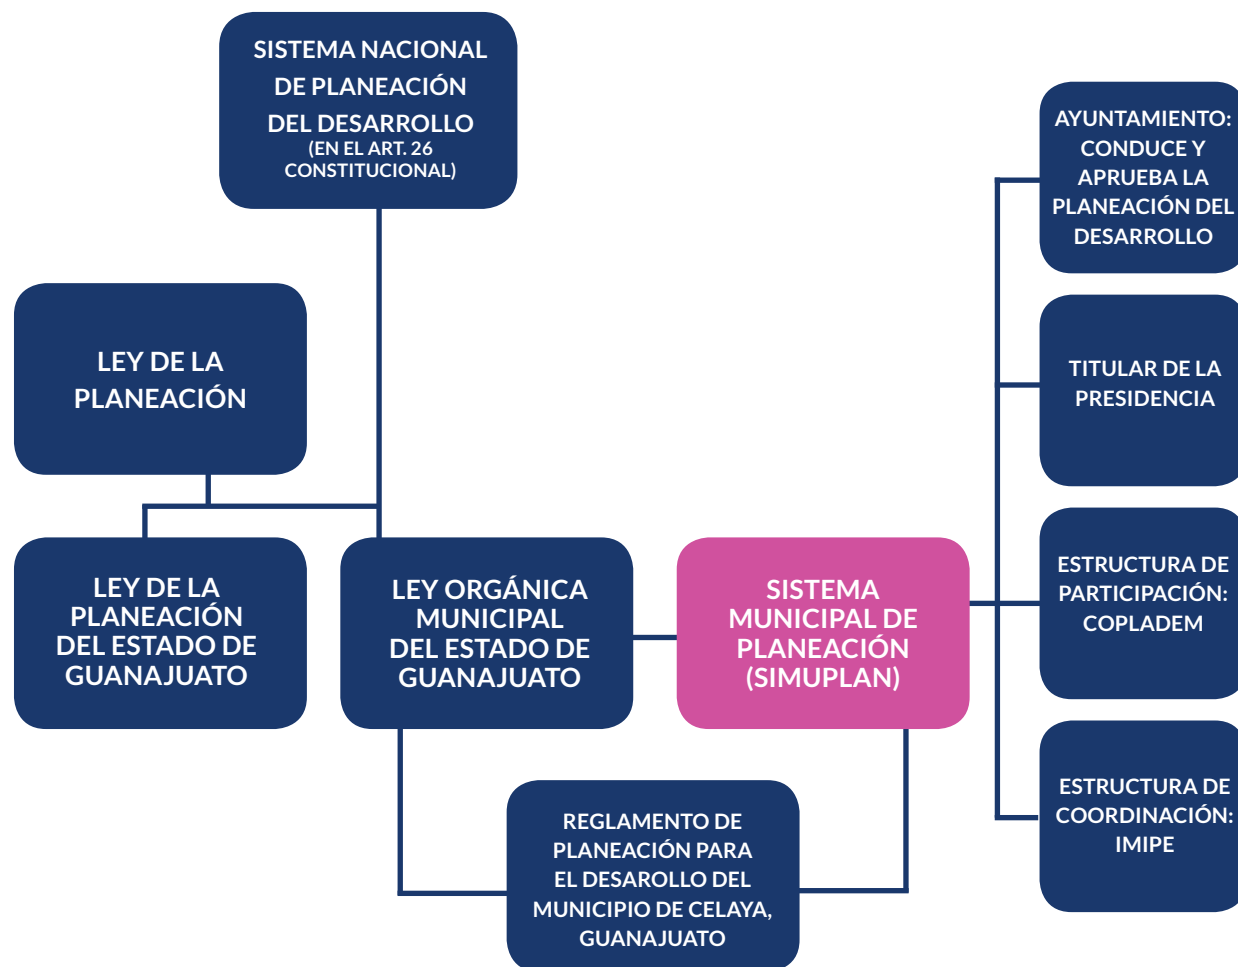 SISTEMA NACIONAL
DE PLANEACIÓN
DEL DESARROLLO
(EN EL ART. 26
CONSTITUCIONAL)
LEY DE LA
PLANEACIÓN
LEY DE LA
PLANEACIÓN
DEL ESTADO DE
GUANAJUATO
LEY ORGÁNICA
MUNICIPAL
DEL ESTADO DE
GUANAJUATO
SISTEMA
MUNICIPAL DE
PLANEACIÓN
(SIMUPLAN)
REGLAMENTO DE
PLANEACIÓN PARA
EL DESAROLLO DEL
MUNICIPIO DE CELAYA,
GUANAJUATO
AYUNTAMIENTO:
CONDUCE Y
APRUEBA LA
PLANEACIÓN DEL
DESARROLLO
TITULAR DE LA
PRESIDENCIA
ESTRUCTURA DE
PARTICIPACIÓN:
COPLADEM
ESTRUCTURA DE
COORDINACIÓN:
IMIPE